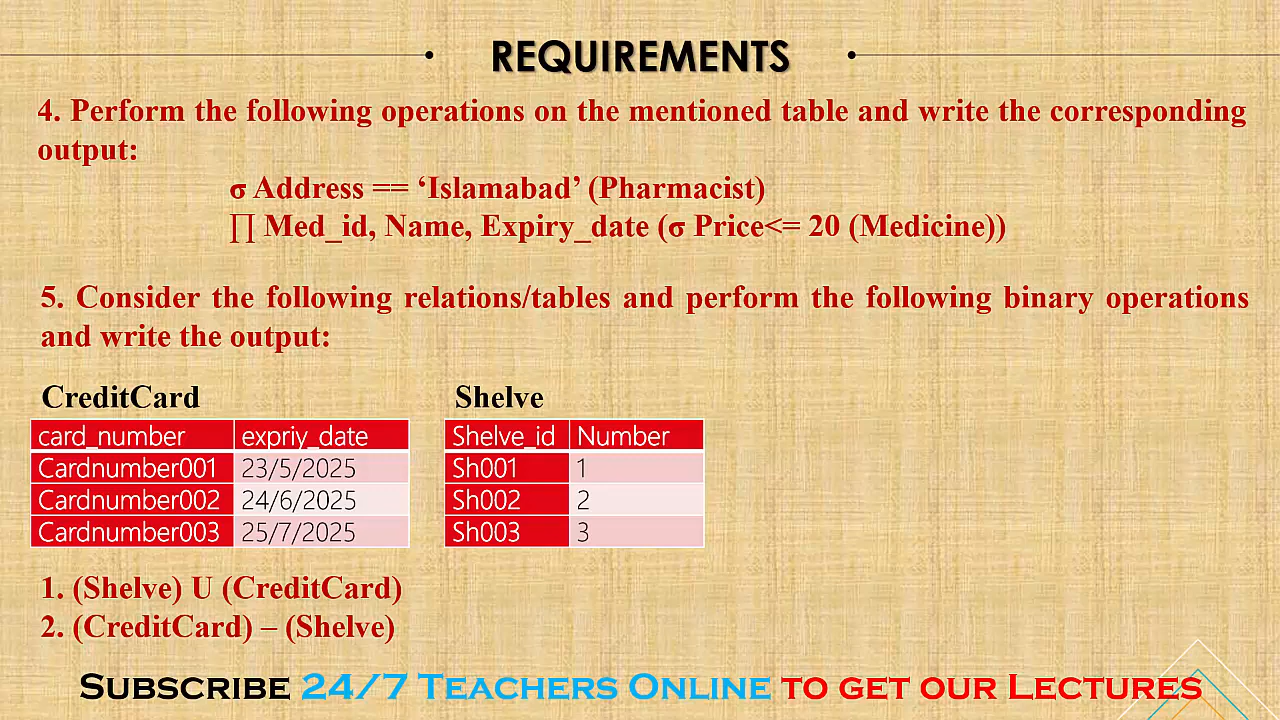 REQUIREMENTS
4. Perform the following operations on the mentioned table and write the corresponding
output:
σ Address == ‘Islamabad’ (Pharmacist)
∏ Med_id, Name, Expiry_date (σ Price<= 20 (Medicine))
5. Consider the following relations/tables and perform the following binary operations
and write the output:
CreditCard Shelve
card_number expriy_date Shelve_id Number
Cardnumber001 23/5/2025 Sh001 1
Cardnumber002 24/6/2025 Sh002 2
Cardnumber003 25/7/2025 Sh003 3
1. (Shelve) U (CreditCard)
2. (CreditCard) – (Shelve)
Subscribe 24/7 Teachers Online to get our Lectures